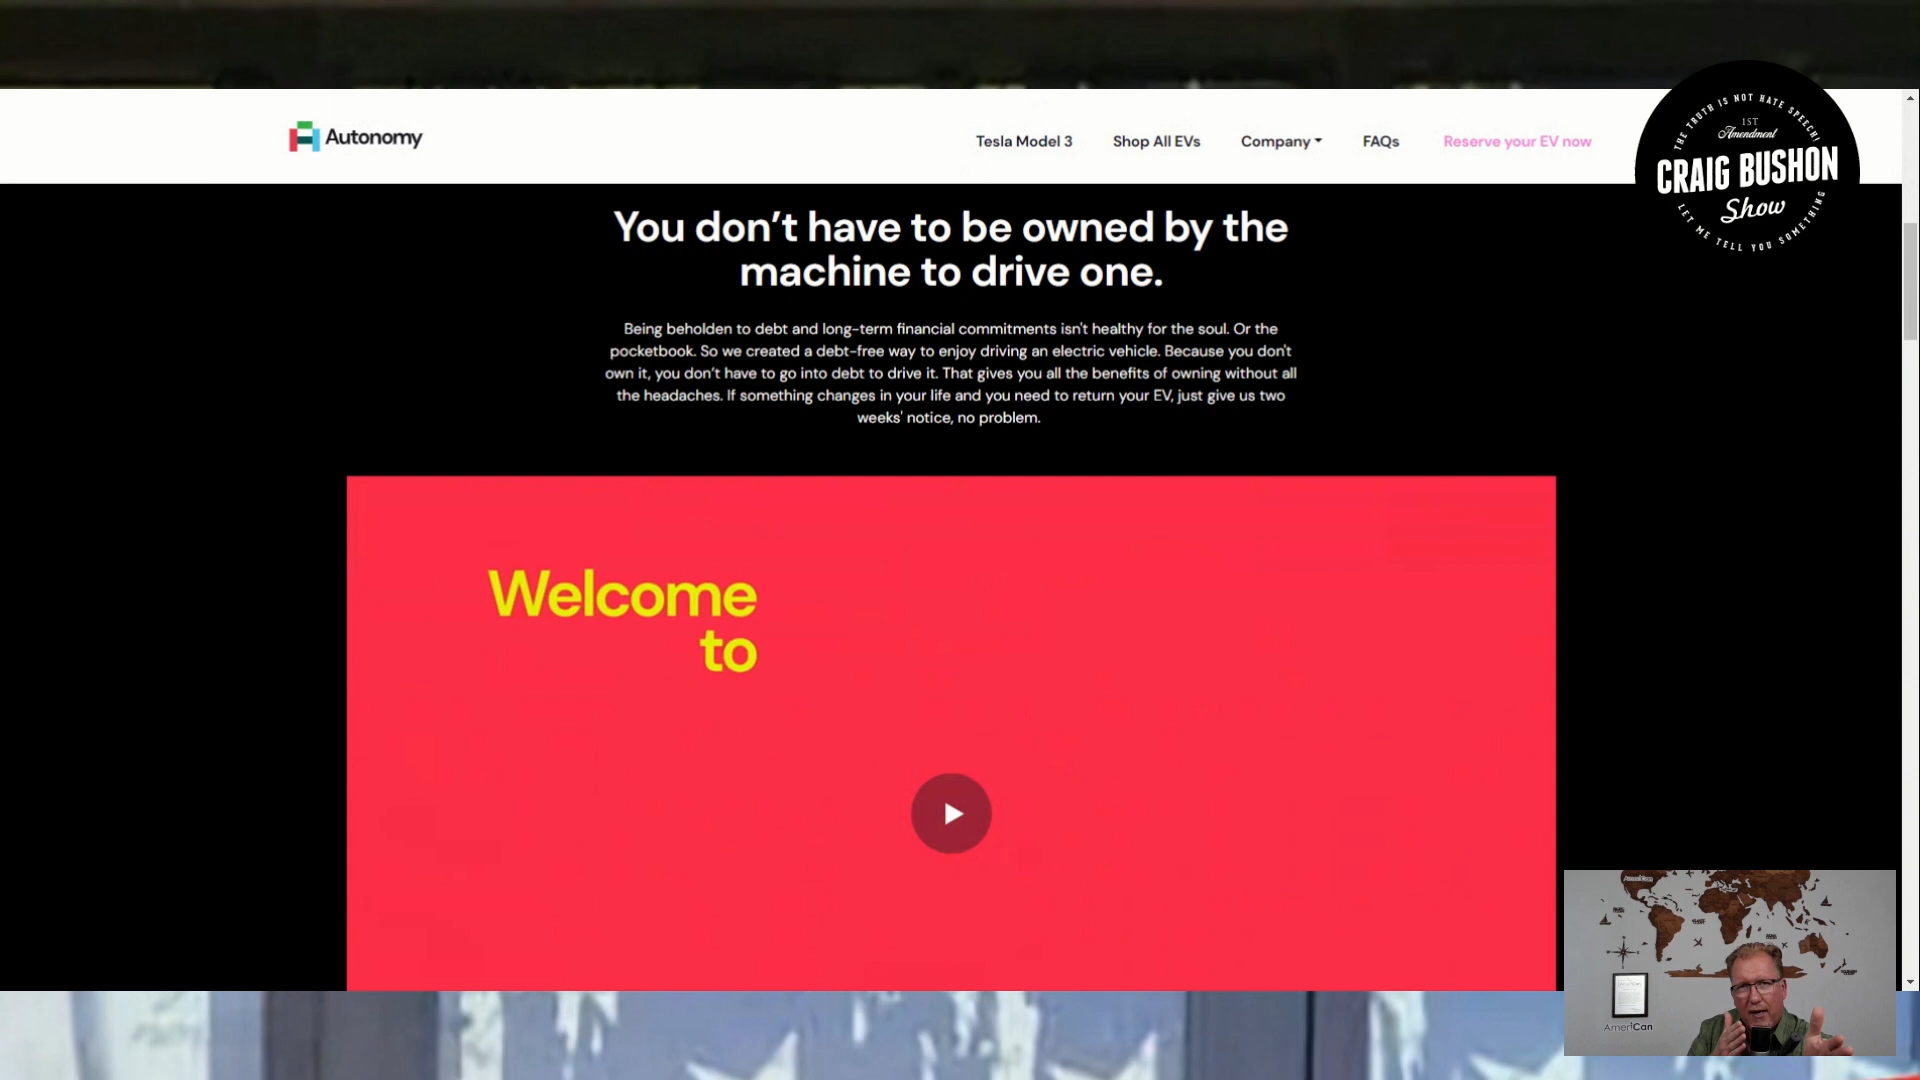 Autonomy
Tesla Model 3
Shop All EVs
Company
FAQs
Reserve your EV now
THE TRUTH IS NOT HATE SPEECH!
1ST
Amendment
CRAIG BUSHON
Show
LET ME TELL YOU SOMETHING
You don’t have to be owned by the
machine to drive one.
Being beholden to debt and long-term financial commitments isn't healthy for the soul. Or the
pocketbook. So we created a debt-free way to enjoy driving an electric vehicle. Because you don't
own it, you don’t have to go into debt to drive it. That gives you all the benefits of owning without all
the headaches. If something changes in your life and you need to return your EV, just give us two
weeks' notice, no problem.
Welcome
to
AmeriCan
AmeriCan